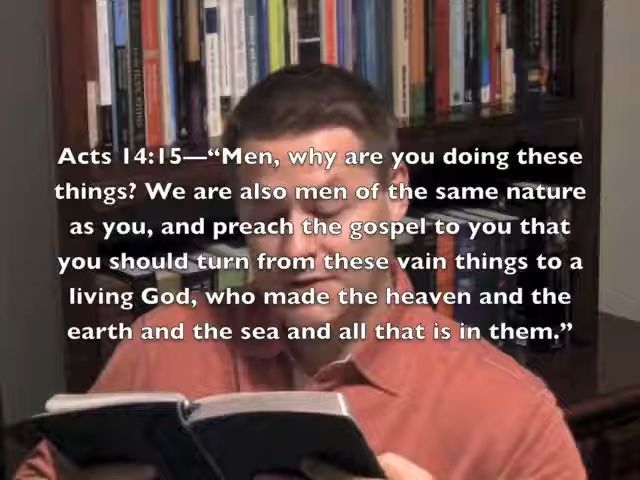 Acts 14:15—“Men, why are you doing these
things? We are also men of the same nature
as you, and preach the gospel to you that
you should turn from these vain things to a
living God, who made the heaven and the
earth and the sea and all that is in them.”